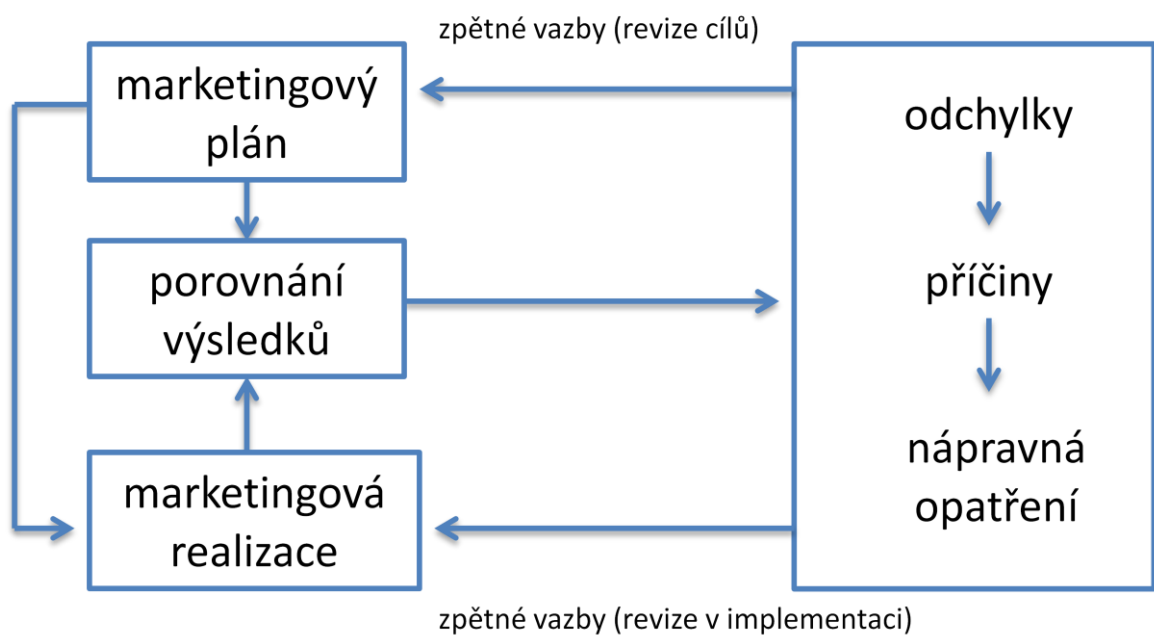 zpětné vazby (revize cílů)
marketingový
plán
porovnání
výsledků
marketingová
realizace
odchylky
příčiny
nápravná
opatření
zpětné vazby (revize v implementaci)